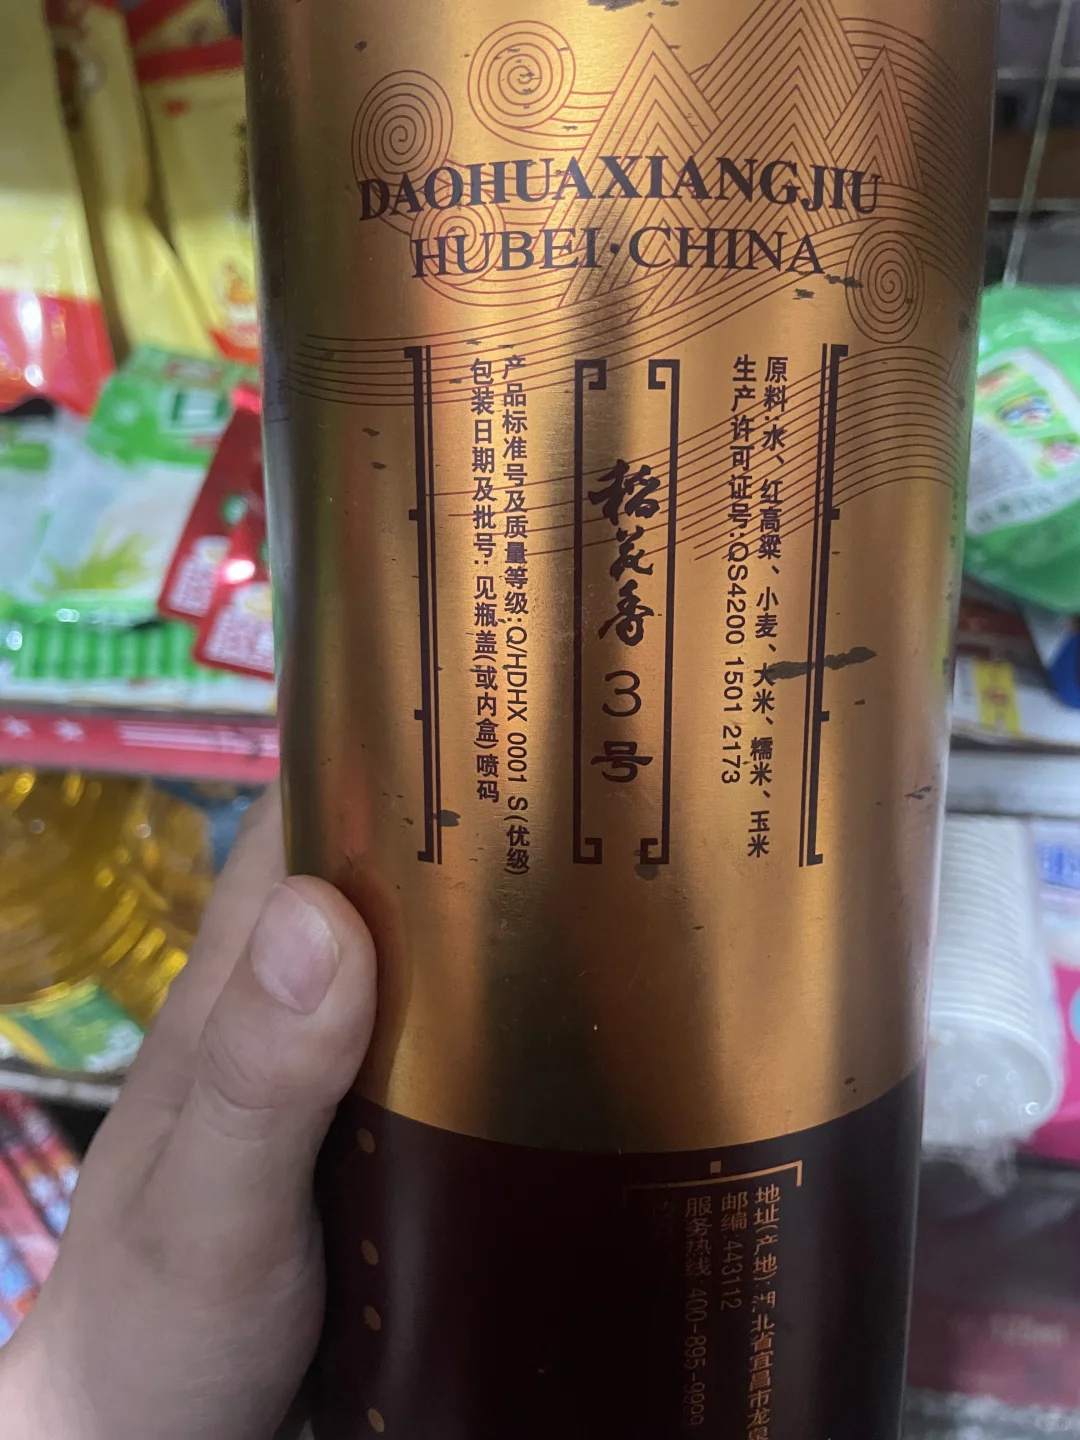 DAOHUAXIANGJIU
HUBEI·CHINA
原料:水、红高粱、小麦、大米、糯米、玉米
生产许可证号:QS4200 1501 2173
稻花香3号
产品标准号及质量等级:Q/HDHX 0001 S(优级)
包装日期及批号:见瓶盖(或内盒)喷码
地址(产地):湖北省宜昌市龙
邮编:443112
服务热线:400-895-9999